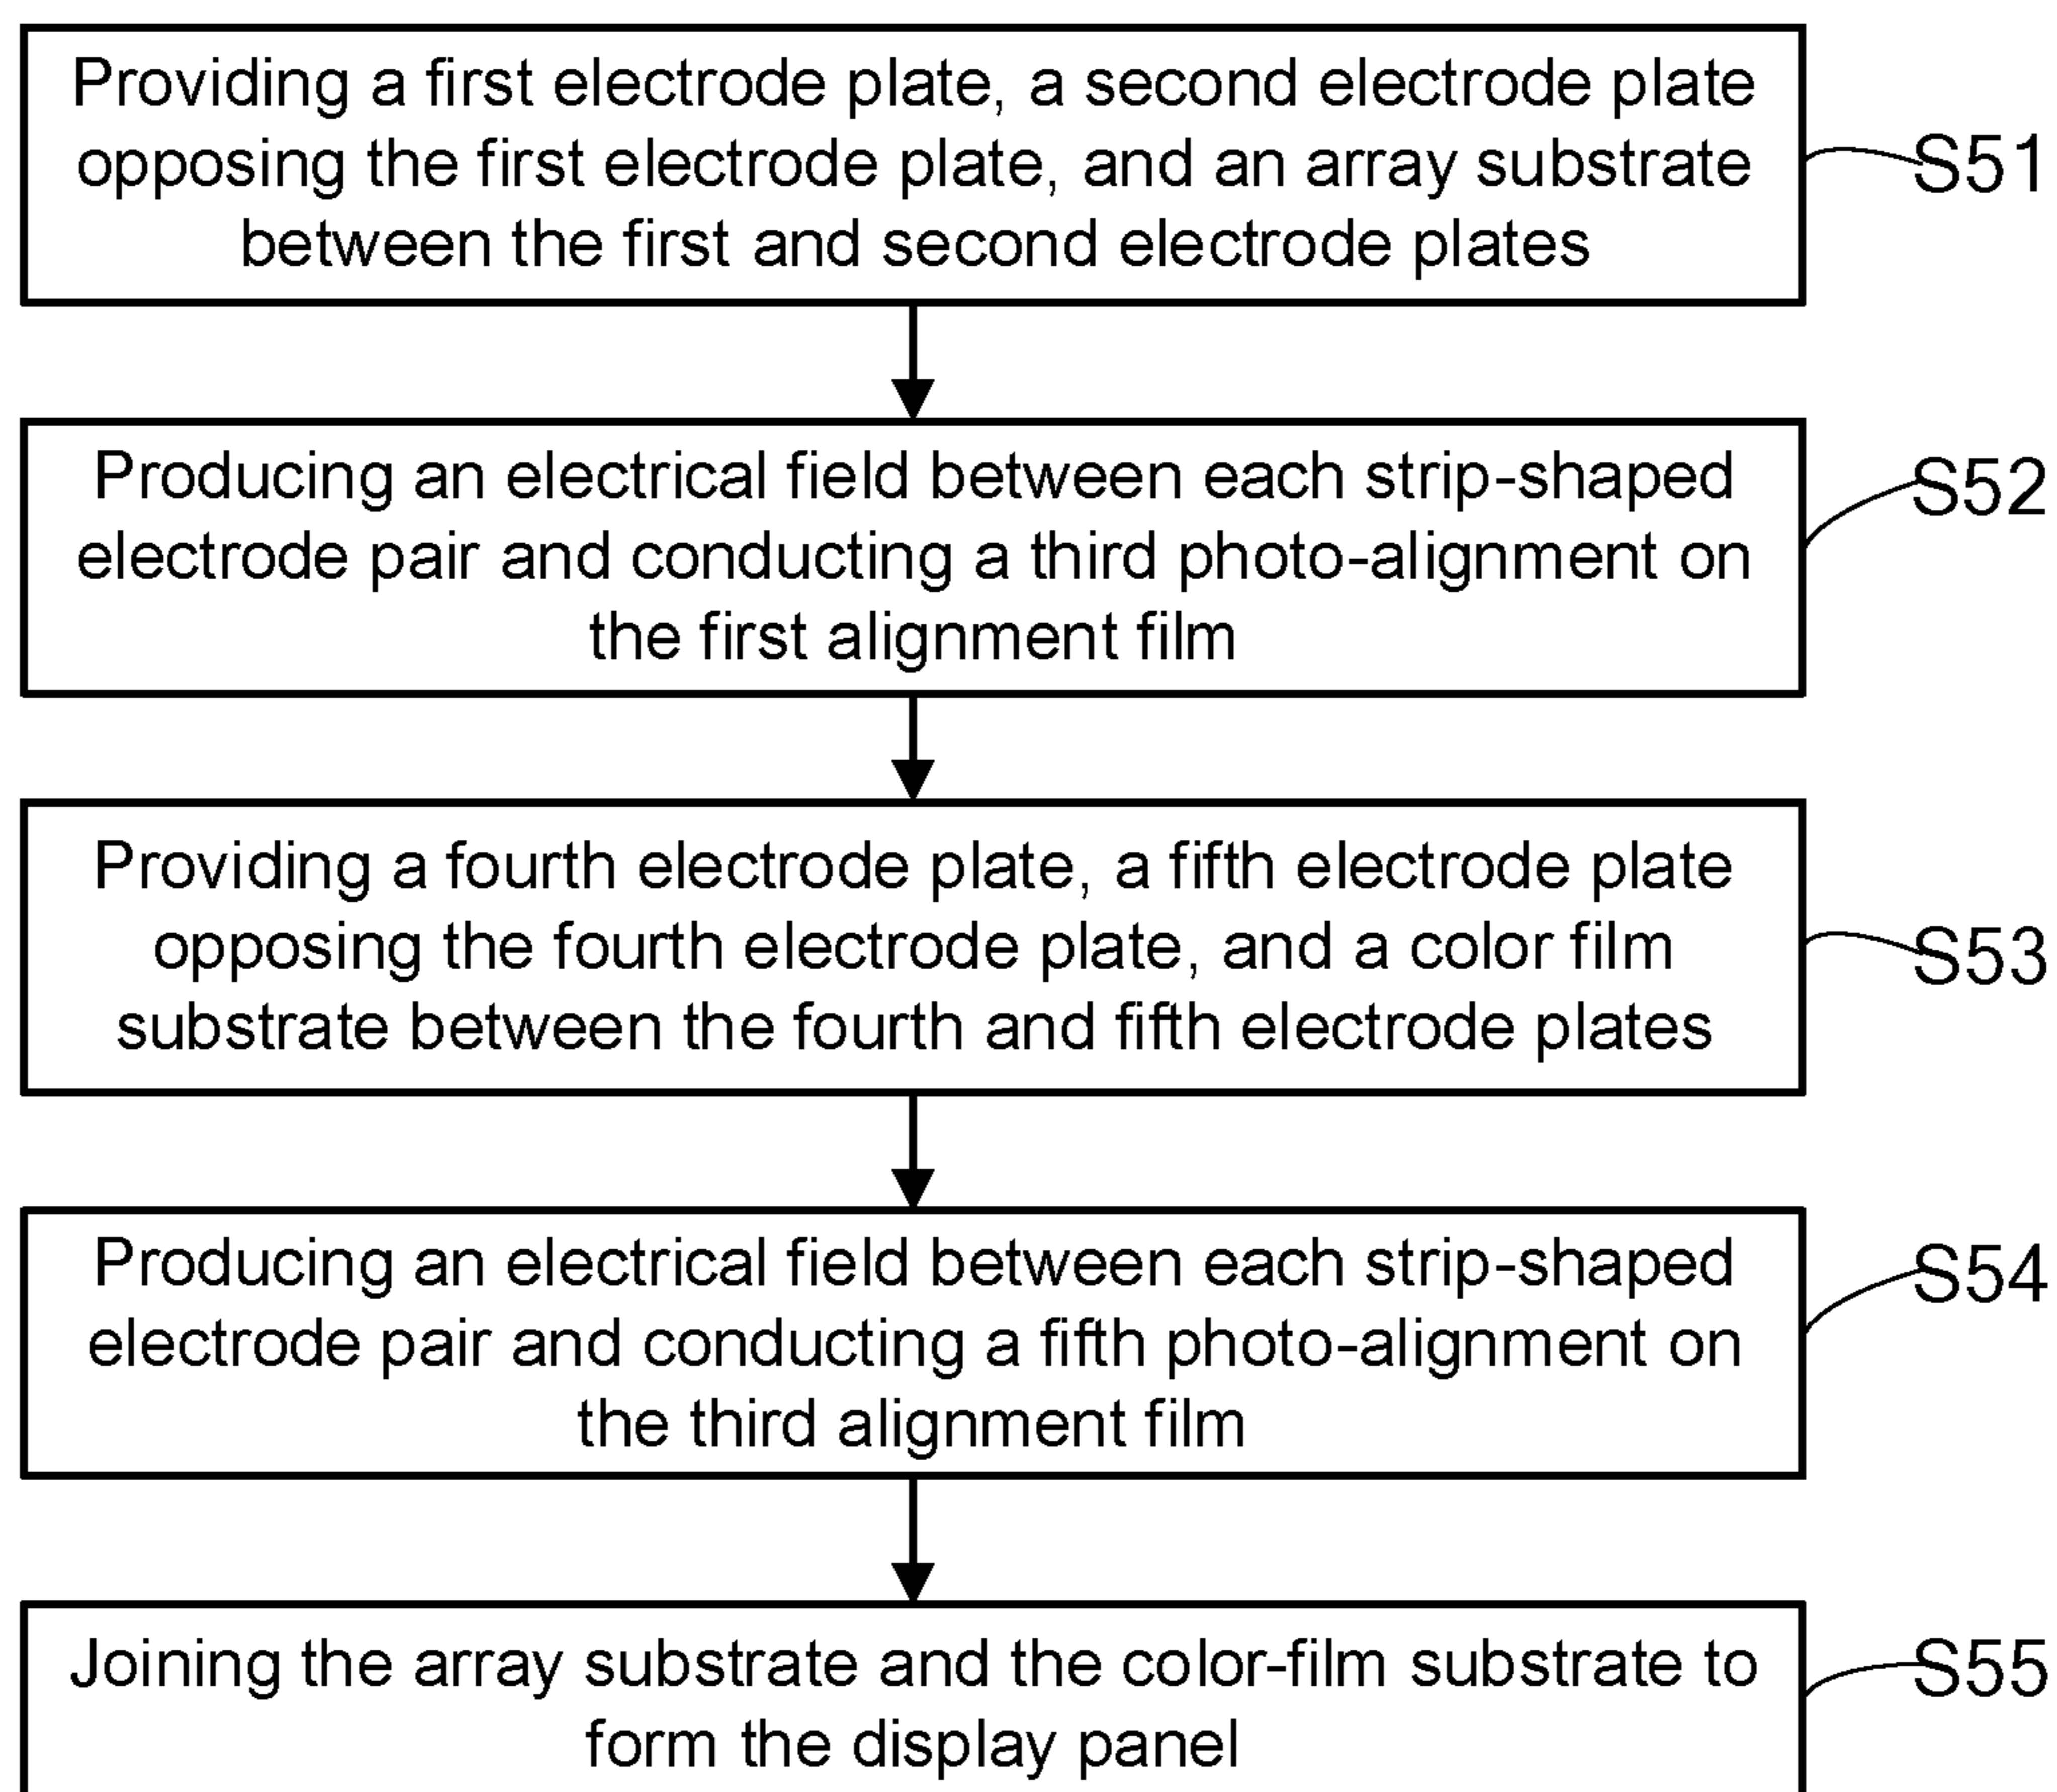 Providing a first electrode plate, a second electrode plate
opposing the first electrode plate, and an array substrate
between the first and second electrode plates
S51
Producing an electrical field between each strip-shaped
electrode pair and conducting a third photo-alignment on
the first alignment film
S52
Providing a fourth electrode plate, a fifth electrode plate
opposing the fourth electrode plate, and a color film
substrate between the fourth and fifth electrode plates
S53
Producing an electrical field between each strip-shaped
electrode pair and conducting a fifth photo-alignment on
the third alignment film
S54
Joining the array substrate and the color-film substrate to
form the display panel
S55